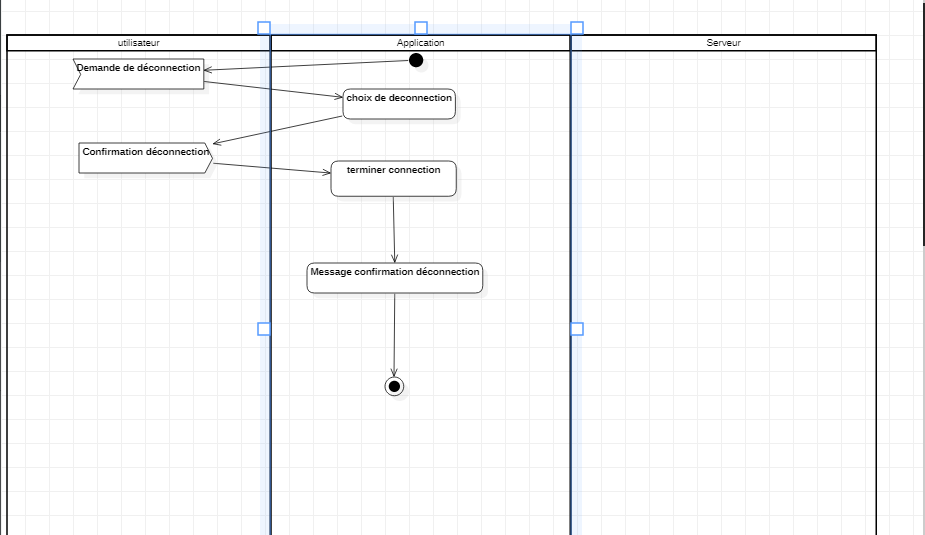 utilisateur
Application
Serveur
Demande de déconnection
choix de deconnection
Confirmation déconnection
terminer connection
Message confirmation déconnection